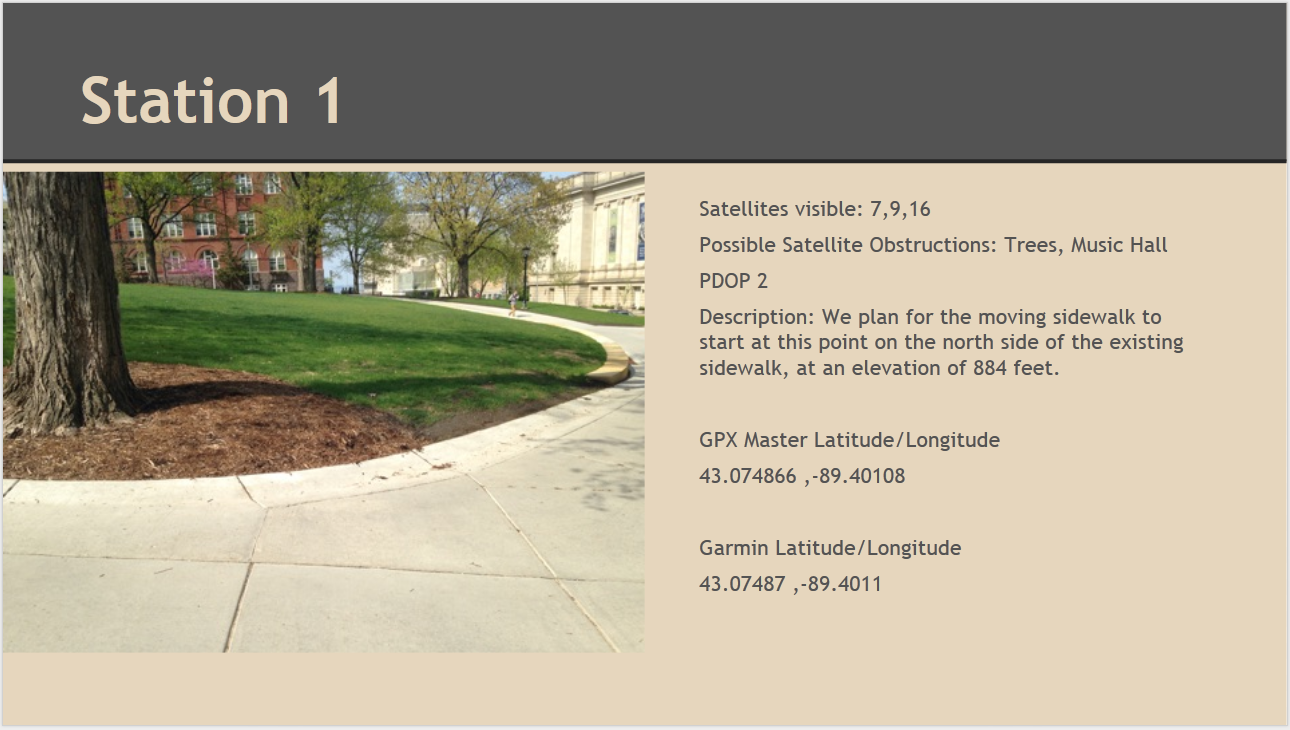 Station 1
Satellites visible: 7,9,16
Possible Satellite Obstructions: Trees, Music Hall
PDOP 2
Description: We plan for the moving sidewalk to
start at this point on the north side of the existing
sidewalk, at an elevation of 884 feet.
GPX Master Latitude/Longitude
43.074866 ,-89.40108
Garmin Latitude/Longitude
43.07487 ,-89.4011